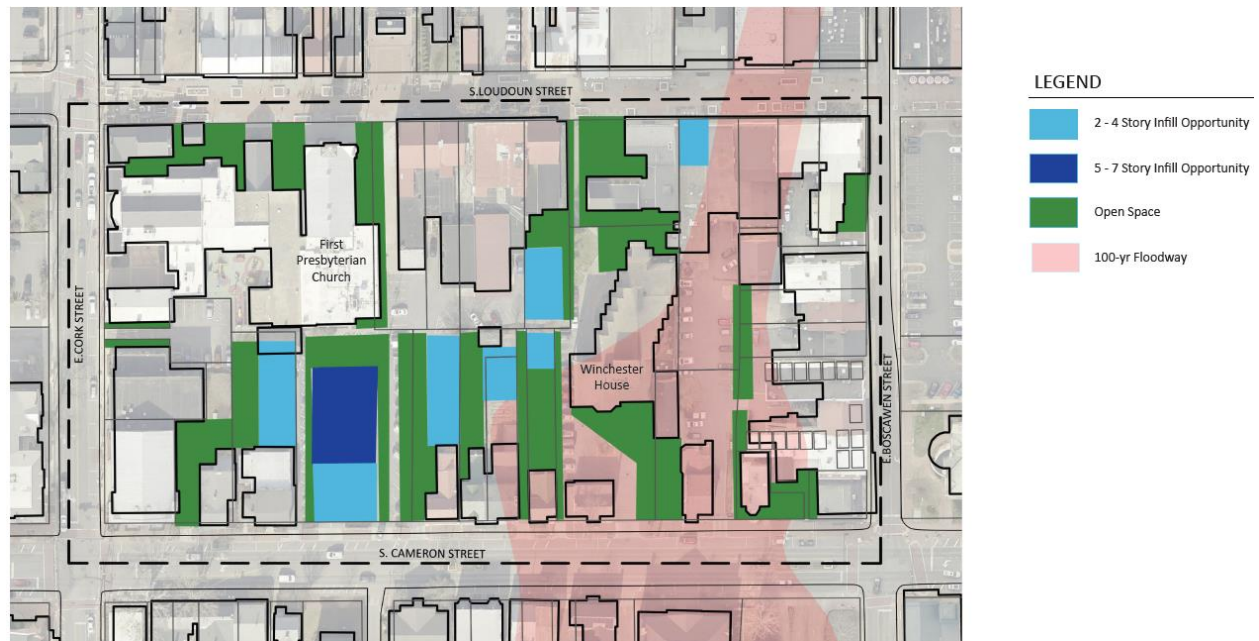 S.LOUDOUN STREET
First
Presbyterian
Church
E.CORK STREET
Winchester
House
E.BOSCAWEN STREET
S. CAMERON STREET
LEGEND
2 - 4 Story Infill Opportunity
5 - 7 Story Infill Opportunity
Open Space
100-yr Floodway